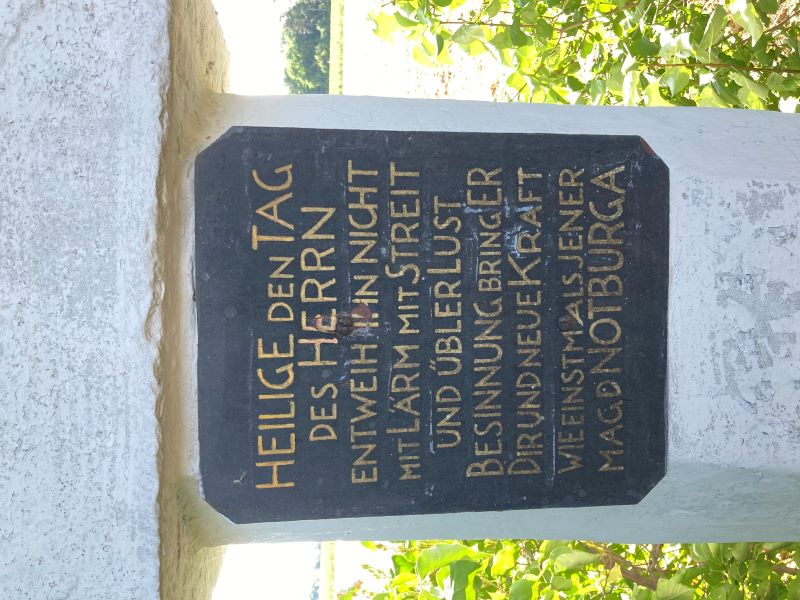 HEILIGE DEN TAG
DES HERRN
ENTWEIH IHN NICHT
MIT LÄRM MIT STREIT
UND ÜBLER LUST
BESINNUNG BRING ER
DIR UND NEUE KRAFT
WIE EINSTMALS JENER
MAGD NOTBURGA